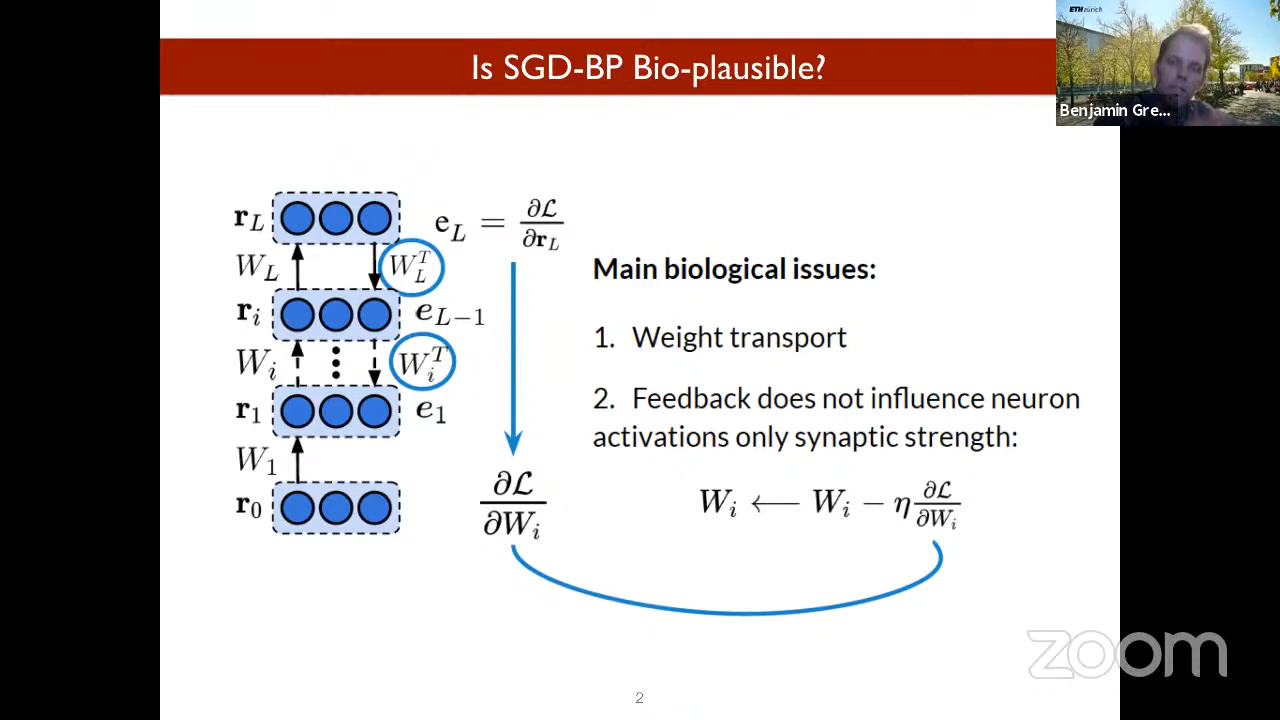 Is SGD-BP Bio-plausible?
ETH zürich
Benjamin Gre...
r_L
e_L = ∂ℒ/∂r_L
W_L
W_L^T
Main biological issues:
r_i
e_{L−1}
1. Weight transport
W_i
W_i^T
r_1
e_1
2. Feedback does not influence neuron
activations only synaptic strength:
W_1
∂ℒ/∂W_i
W_i ⟵ W_i − η ∂ℒ/∂W_i
r_0
zoom
2